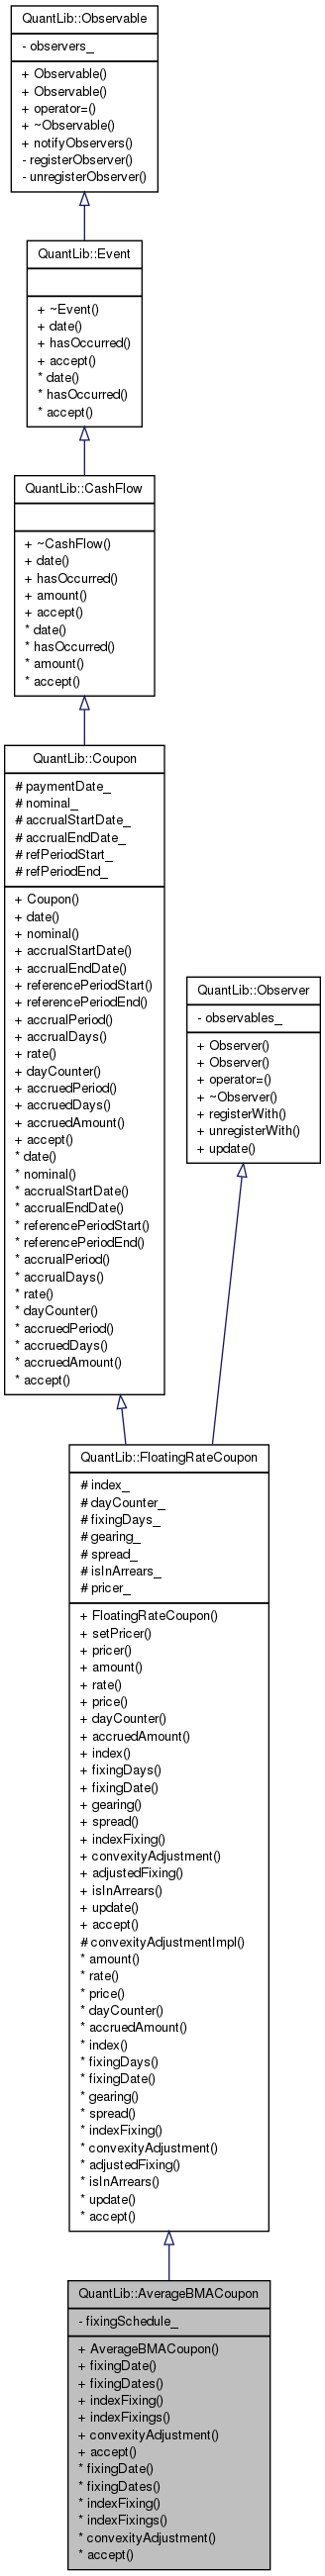 QuantLib::Observable
- observers_
+ Observable()
+ Observable()
+ operator=()
+ ~Observable()
+ notifyObservers()
- registerObserver()
- unregisterObserver()
QuantLib::Event
+ ~Event()
+ date()
+ hasOccurred()
+ accept()
* date()
* hasOccurred()
* accept()
QuantLib::CashFlow
+ ~CashFlow()
+ date()
+ hasOccurred()
+ amount()
+ accept()
* date()
* hasOccurred()
* amount()
* accept()
QuantLib::Coupon
# paymentDate_
# nominal_
# accrualStartDate_
# accrualEndDate_
# refPeriodStart_
# refPeriodEnd_
+ Coupon()
+ date()
+ nominal()
+ accrualStartDate()
+ accrualEndDate()
+ referencePeriodStart()
+ referencePeriodEnd()
+ accrualPeriod()
+ accrualDays()
+ rate()
+ dayCounter()
+ accruedPeriod()
+ accruedDays()
+ accruedAmount()
+ accept()
* date()
* nominal()
* accrualStartDate()
* accrualEndDate()
* referencePeriodStart()
* referencePeriodEnd()
* accrualPeriod()
* accrualDays()
* rate()
* dayCounter()
* accruedPeriod()
* accruedDays()
* accruedAmount()
* accept()
QuantLib::Observer
- observables_
+ Observer()
+ Observer()
+ operator=()
+ ~Observer()
+ registerWith()
+ unregisterWith()
+ update()
QuantLib::FloatingRateCoupon
# index_
# dayCounter_
# fixingDays_
# gearing_
# spread_
# isInArrears_
# pricer_
+ FloatingRateCoupon()
+ setPricer()
+ pricer()
+ amount()
+ rate()
+ price()
+ dayCounter()
+ accruedAmount()
+ index()
+ fixingDays()
+ fixingDate()
+ gearing()
+ spread()
+ indexFixing()
+ convexityAdjustment()
+ adjustedFixing()
+ isInArrears()
+ update()
+ accept()
# convexityAdjustmentImpl()
* amount()
* rate()
* price()
* dayCounter()
* accruedAmount()
* index()
* fixingDays()
* fixingDate()
* gearing()
* spread()
* indexFixing()
* convexityAdjustment()
* adjustedFixing()
* isInArrears()
* update()
* accept()
QuantLib::AverageBMACoupon
- fixingSchedule_
+ AverageBMACoupon()
+ fixingDate()
+ fixingDates()
+ indexFixing()
+ indexFixings()
+ convexityAdjustment()
+ accept()
* fixingDate()
* fixingDates()
* indexFixing()
* indexFixings()
* convexityAdjustment()
* accept()